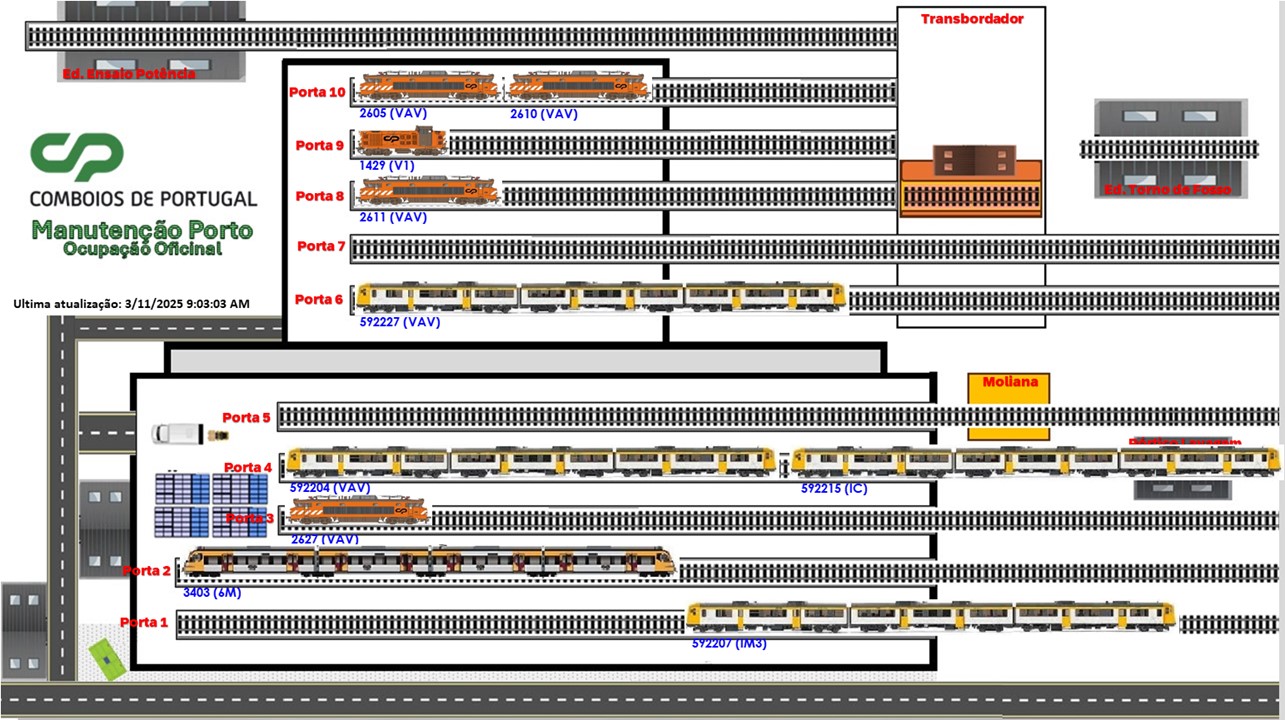 Transbordador
Ed. Ensaio Potência
Porta 10
2605 (VAV)
2610 (VAV)
Porta 9
1429 (V1)
Porta 8
2611 (VAV)
Ed. Torno de Fosso
CP
COMBOIOS DE PORTUGAL
Manutenção Porto
Ocupação Oficinal
Porta 7
Ultima atualização: 3/11/2025 9:03:03 AM
Porta 6
592227 (VAV)
Moliana
Porta 5
Porta 4
592204 (VAV)
592215 (IC)
Porta 3
2627 (VAV)
Porta 2
3403 (6M)
Porta 1
592207 (IM3)